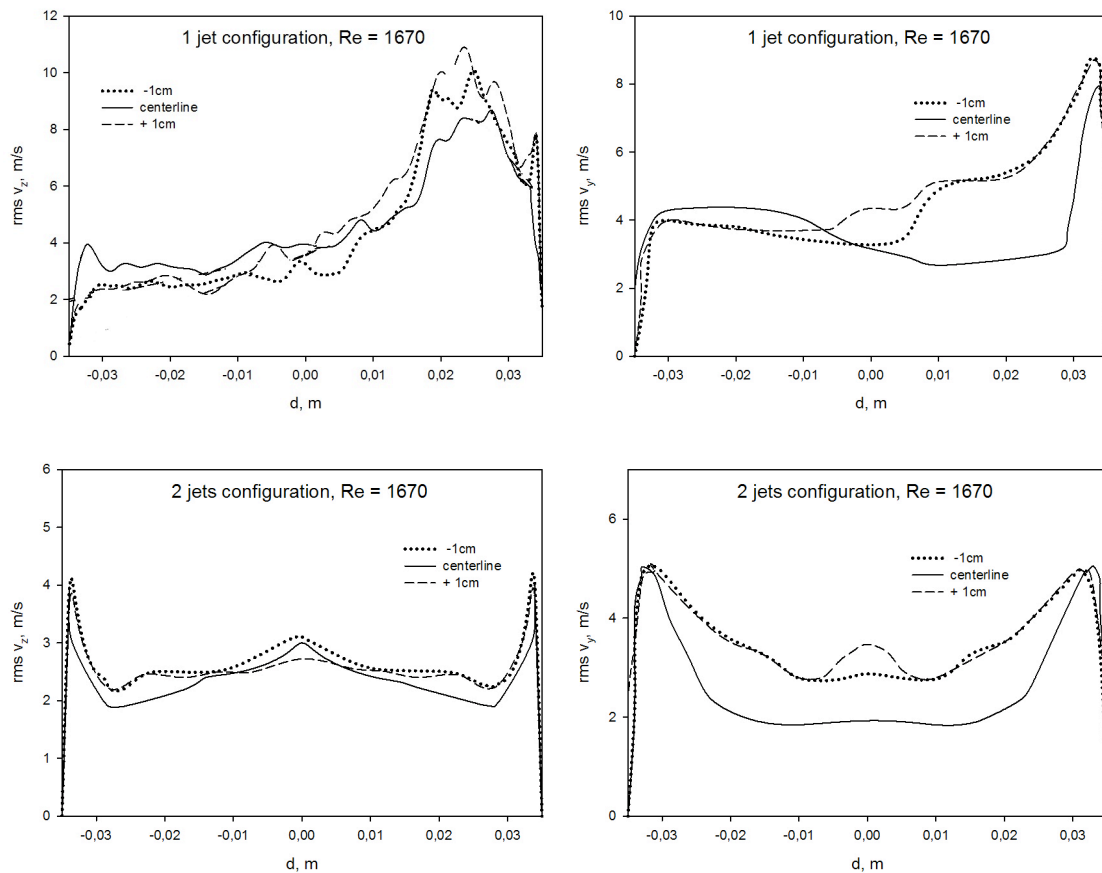 1 jet configuration, Re = 1670
-1cm
centerline
+ 1cm
rms v_z, m/s
12
10
8
6
4
2
0
-0,03 -0,02 -0,01 0,00 0,01 0,02 0,03
d, m
1 jet configuration, Re = 1670
-1cm
centerline
+ 1cm
rms v_y, m/s
10
8
6
4
2
0
-0,03 -0,02 -0,01 0,00 0,01 0,02 0,03
d, m
2 jets configuration, Re = 1670
-1cm
centerline
+ 1cm
rms v_z, m/s
6
5
4
3
2
1
0
-0,03 -0,02 -0,01 0,00 0,01 0,02 0,03
d, m
2 jets configuration, Re = 1670
-1cm
centerline
+ 1cm
rms v_y, m/s
6
4
2
0
-0,03 -0,02 -0,01 0,00 0,01 0,02 0,03
d, m